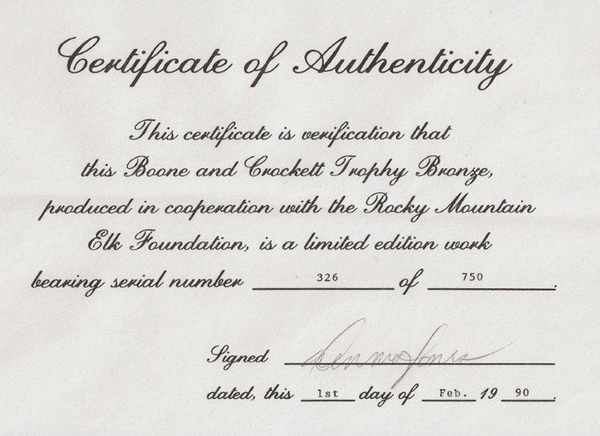 Certificate of Authenticity
This certificate is verification that
this Boone and Crockett Trophy Bronze,
produced in cooperation with the Rocky Mountain
Elk Foundation, is a limited edition work
bearing serial number 326 of 750.
Signed Dennis Jones
dated, this 1st day of Feb. 19 90.